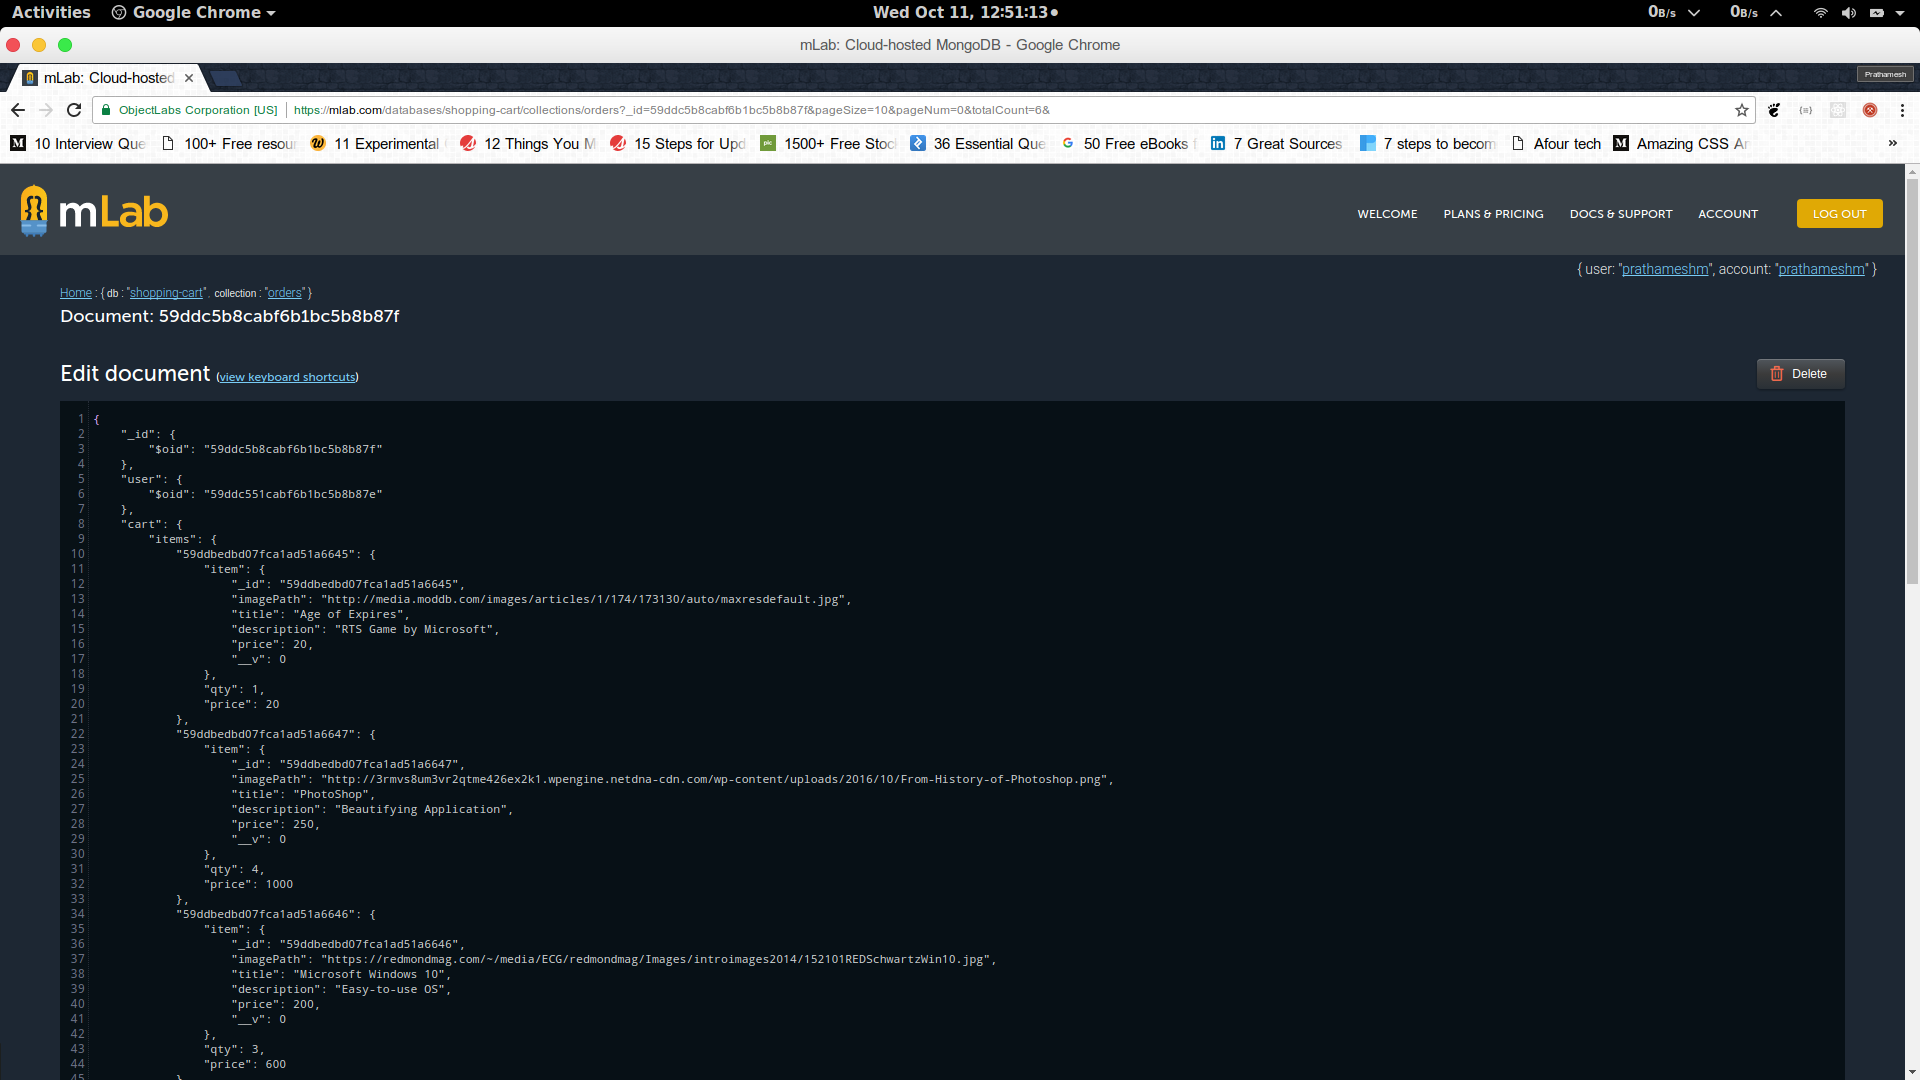 Activities Google Chrome Wed Oct 11, 12:51:13 0B/s 0B/s
mLab: Cloud-hosted MongoDB - Google Chrome
mLab: Cloud-hosted Prathamesh
ObjectLabs Corporation [US] https://mlab.com/databases/shopping-cart/collections/orders?_id=59ddc5b8cabf6b1bc5b8b87f&pageSize=10&pageNum=0&totalCount=6&
10 Interview Que 100+ Free resour 11 Experimental 12 Things You M 15 Steps for Upd 1500+ Free Stoc 36 Essential Que 50 Free eBooks f 7 Great Sources 7 steps to becom Afour tech Amazing CSS An »
mLab WELCOME PLANS & PRICING DOCS & SUPPORT ACCOUNT LOG OUT
{ user: "prathameshm", account: "prathameshm" }
Home : { db : "shopping-cart", collection : "orders" }
Document: 59ddc5b8cabf6b1bc5b8b87f
Edit document (view keyboard shortcuts) Delete
1 {
2 "_id": {
3 "$oid": "59ddc5b8cabf6b1bc5b8b87f"
4 },
5 "user": {
6 "$oid": "59ddc551cabf6b1bc5b8b87e"
7 },
8 "cart": {
9 "items": {
10 "59ddbedbd07fca1ad51a6645": {
11 "item": {
12 "_id": "59ddbedbd07fca1ad51a6645",
13 "imagePath": "http://media.moddb.com/images/articles/1/174/173130/auto/maxresdefault.jpg",
14 "title": "Age of Expires",
15 "description": "RTS Game by Microsoft",
16 "price": 20,
17 "__v": 0
18 },
19 "qty": 1,
20 "price": 20
21 },
22 "59ddbedbd07fca1ad51a6647": {
23 "item": {
24 "_id": "59ddbedbd07fca1ad51a6647",
25 "imagePath": "http://3rmvs8um3vr2qtme426ex2k1.wpengine.netdna-cdn.com/wp-content/uploads/2016/10/From-History-of-Photoshop.png",
26 "title": "PhotoShop",
27 "description": "Beautifying Application",
28 "price": 250,
29 "__v": 0
30 },
31 "qty": 4,
32 "price": 1000
33 },
34 "59ddbedbd07fca1ad51a6646": {
35 "item": {
36 "_id": "59ddbedbd07fca1ad51a6646",
37 "imagePath": "https://redmondmag.com/~/media/ECG/redmondmag/Images/introimages2014/152101REDSchwartzWin10.jpg",
38 "title": "Microsoft Windows 10",
39 "description": "Easy-to-use OS",
40 "price": 200,
41 "__v": 0
42 },
43 "qty": 3,
44 "price": 600
45 }